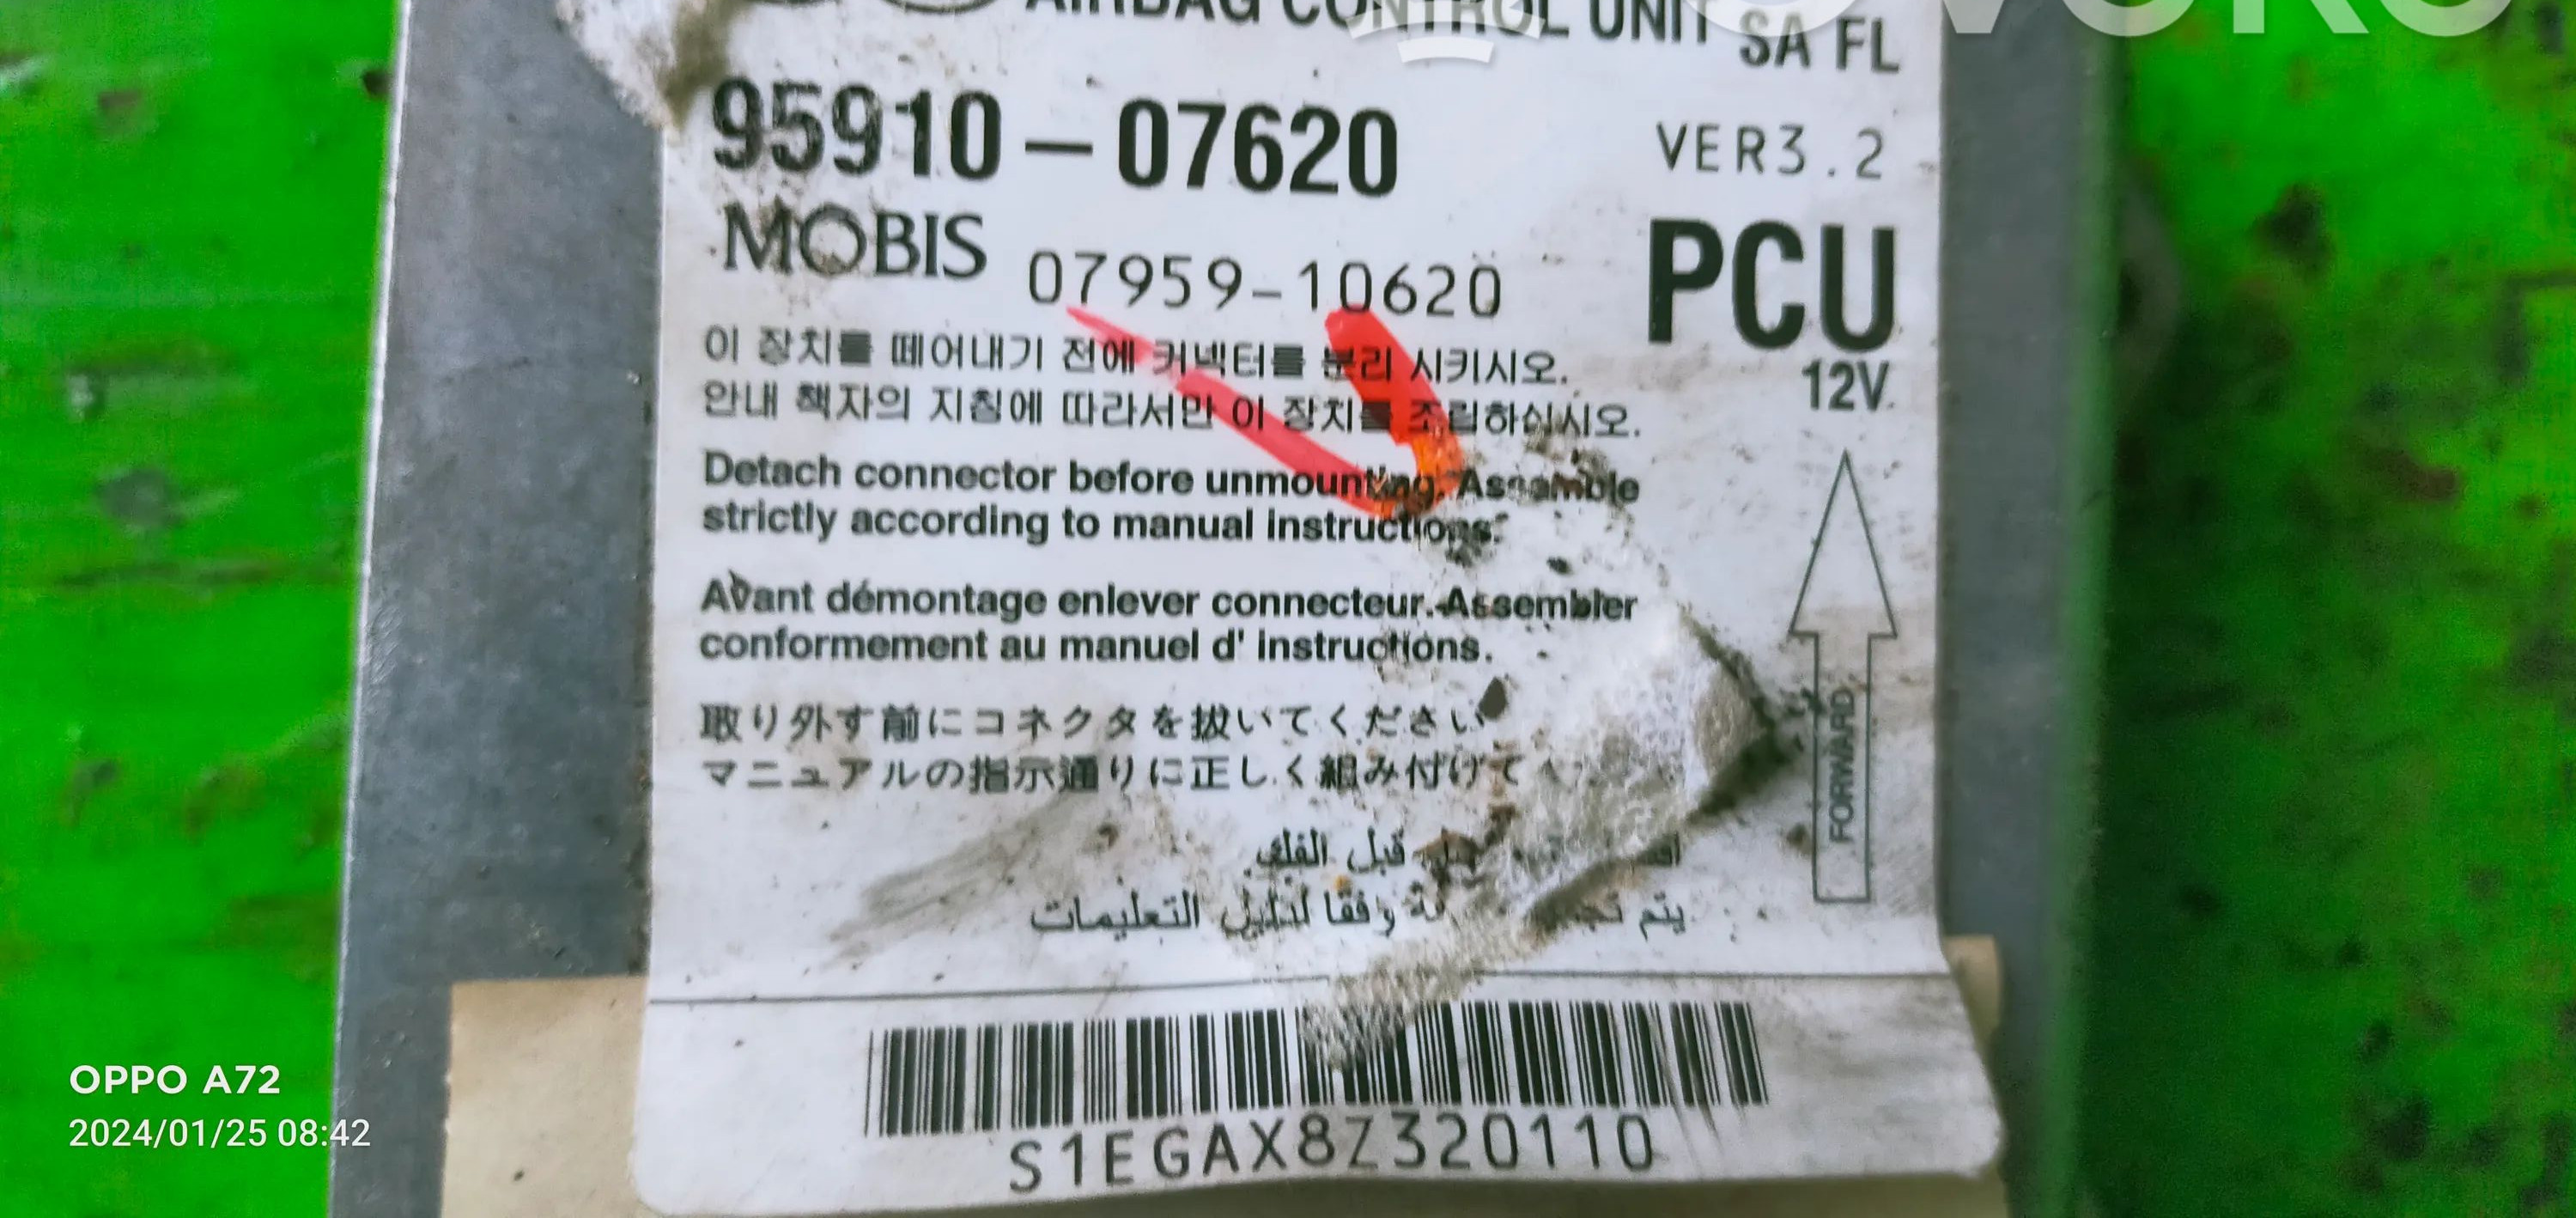 AIRBAG CONTROL UNIT SA FL
95910-07620
VER3.2
MOBIS 07959-10620
PCU
12V
이 장치를 떼어내기 전에 커넥터를 분리 시키시오.
안내 책자의 지침에 따라서만 이 장치를 조립하십시오.
Detach connector before unmounting. Assamble
strictly according to manual instructions.
Avant démontage enlever connecteur. Assembler
conformement au manuel d' instructions.
取り外す前にコネクタを抜いてください
マニュアルの指示通りに正しく組み付けて
قبل الفك
يتم وفقا لدليل التعليمات
FORWARD
S1EGAX8Z320110
OPPO A72
2024/01/25 08:42